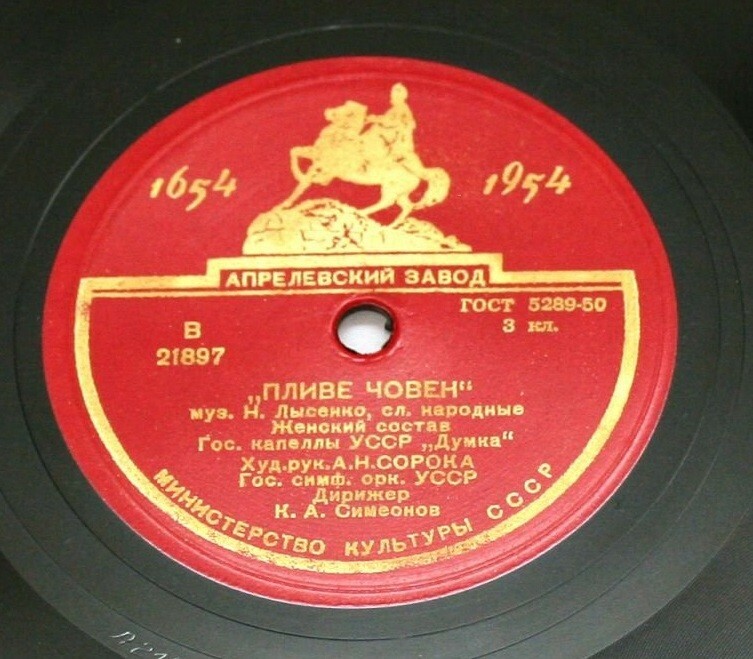 1654 1954
АПРЕЛЕВСКИЙ ЗАВОД
ГОСТ 5289-50
3 кл.
В
21897
„ПЛИВЕ ЧОВЕН“
муз. Н. Лысенко, сл. народные
Женский состав
Гос. капеллы УССР „Думка“
Худ.рук.А.Н.СОРОКА
Гос. симф. орк. УССР
Дирижер
К. А. Симеонов
МИНИСТЕРСТВО КУЛЬТУРЫ СССР